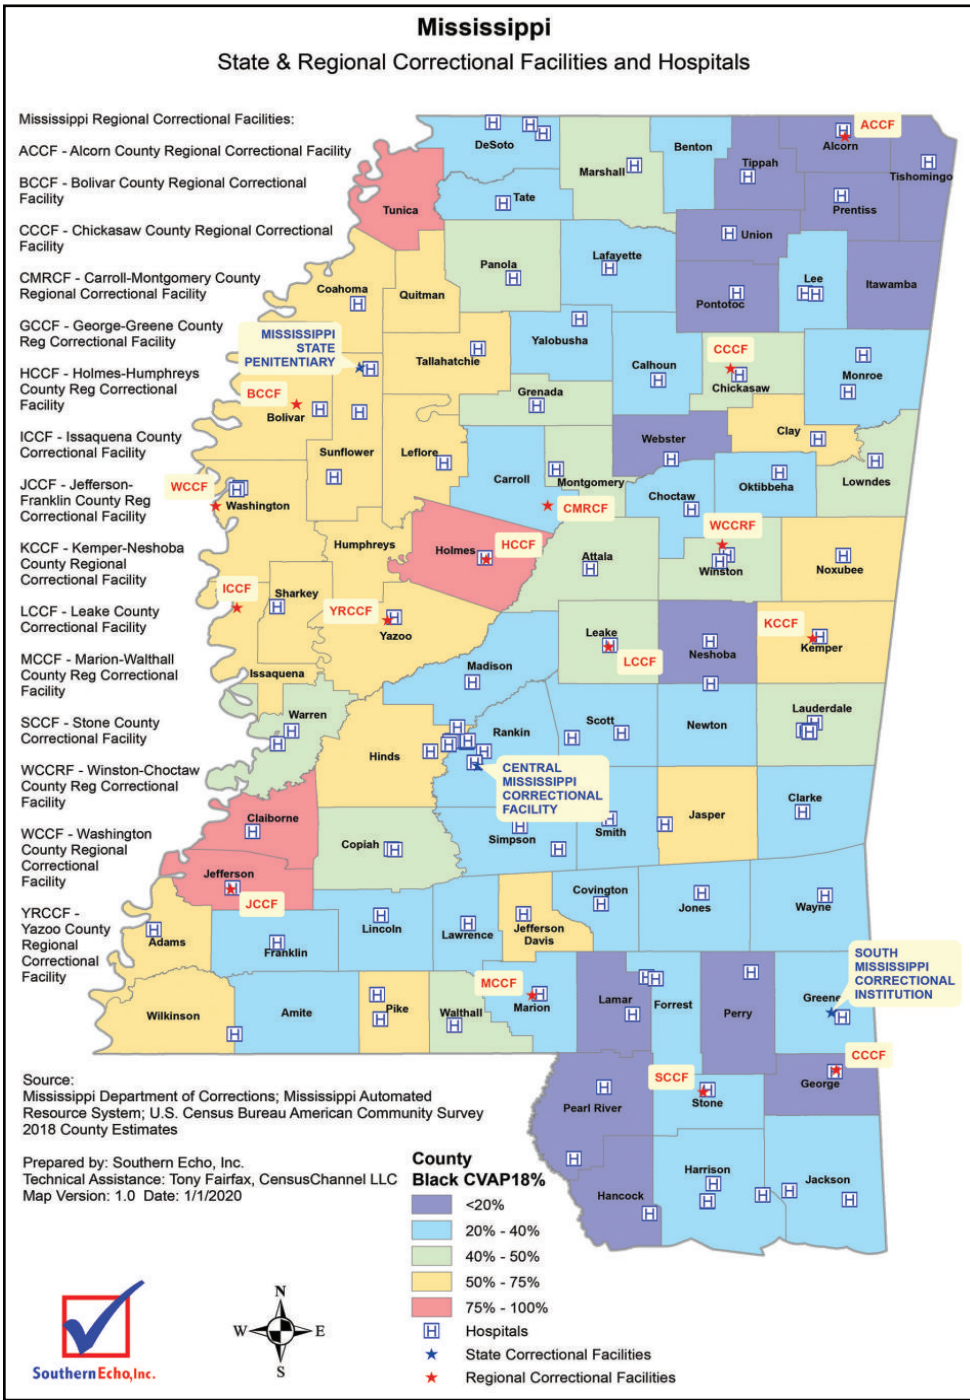 Mississippi
State & Regional Correctional Facilities and Hospitals
Mississippi Regional Correctional Facilities:
ACCF - Alcorn County Regional Correctional Facility
BCCF - Bolivar County Regional Correctional
Facility
CCCF - Chickasaw County Regional Correctional
Facility
CMRCF - Carroll-Montgomery County
Regional Correctional Facility
GCCF - George-Greene County
Reg Correctional Facility
HCCF - Holmes-Humphreys
County Reg Correctional
Facility
ICCF - Issaquena County
Correctional Facility
JCCF - Jefferson-
Franklin County Reg
Correctional Facility
KCCF - Kemper-Neshoba
County Regional
Correctional Facility
LCCF - Leake County
Correctional Facility
MCCF - Marion-Walthall
County Reg Correctional
Facility
SCCF - Stone County
Correctional Facility
WCCRF - Winston-Choctaw
County Reg Correctional
Facility
WCCF - Washington
County Regional
Correctional
Facility
YRCCF -
Yazoo County
Regional
Correctional
Facility
ACCF
DeSoto
Benton
Alcorn
Tippah
Marshall
Tishomingo
Tate
Tunica
Prentiss
Union
Lafayette
Panola
Lee
Itawamba
Coahoma
Quitman
Pontotoc
MISSISSIPPI
STATE
PENITENTIARY
Yalobusha
Tallahatchie
Calhoun
CCCF
Monroe
Chickasaw
BCCF
Grenada
Bolivar
Clay
Webster
Sunflower
Leflore
Carroll
Montgomery
Oktibbeha
Lowndes
WCCF
Washington
Choctaw
CMRCF
WCCRF
Humphreys
Holmes
HCCF
Attala
Winston
Noxubee
ICCF
Sharkey
YRCCF
Yazoo
Leake
LCCF
Neshoba
KCCF
Kemper
Issaquena
Madison
Warren
Hinds
Rankin
Scott
Newton
Lauderdale
CENTRAL
MISSISSIPPI
CORRECTIONAL
FACILITY
Claiborne
Copiah
Simpson
Smith
Jasper
Clarke
Jefferson
JCCF
Covington
Jones
Wayne
Adams
Franklin
Lincoln
Lawrence
Jefferson
Davis
SOUTH
MISSISSIPPI
CORRECTIONAL
INSTITUTION
MCCF
Wilkinson
Amite
Pike
Walthall
Marion
Lamar
Forrest
Perry
Greene
CCCF
George
SCCF
Stone
Pearl River
Hancock
Harrison
Jackson
Source:
Mississippi Department of Corrections; Mississippi Automated
Resource System; U.S. Census Bureau American Community Survey
2018 County Estimates
Prepared by: Southern Echo, Inc.
Technical Assistance: Tony Fairfax, CensusChannel LLC
Map Version: 1.0 Date: 1/1/2020
County
Black CVAP18%
<20%
20% - 40%
40% - 50%
50% - 75%
75% - 100%
H Hospitals
State Correctional Facilities
Regional Correctional Facilities
N
W E
S
SouthernEcho,Inc.